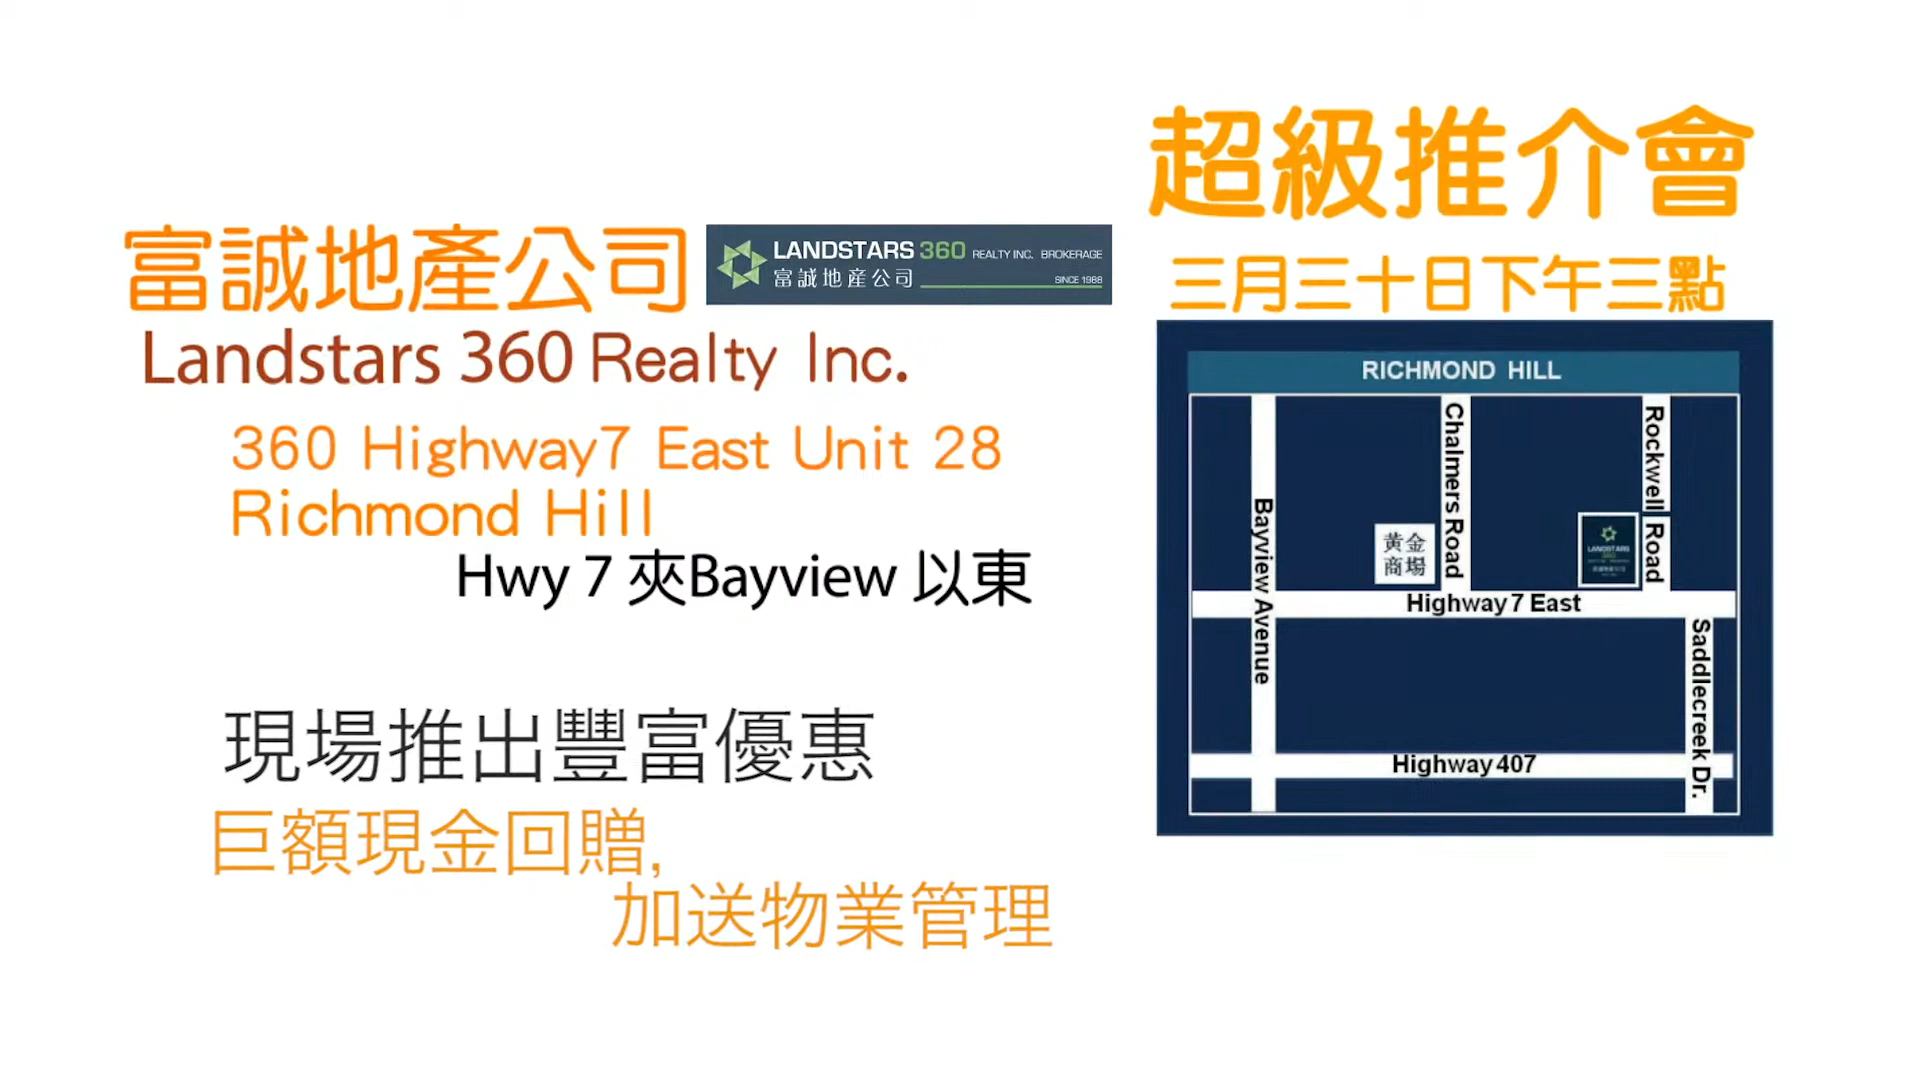 超級推介會
三月三十日下午三點
富誠地產公司
LANDSTARS 360 REALTY INC. BROKERAGE
富誠地產公司
SINCE 1988
Landstars 360 Realty Inc.
360 Highway7 East Unit 28
Richmond Hill
Hwy 7 夾Bayview 以東
現場推出豐富優惠
巨額現金回贈,
加送物業管理
RICHMOND HILL
Bayview Avenue
Chalmers Road
Rockwell Road
黃金
商場
LANDSTARS
360
Highway 7 East
Saddlecreek Dr.
Highway 407